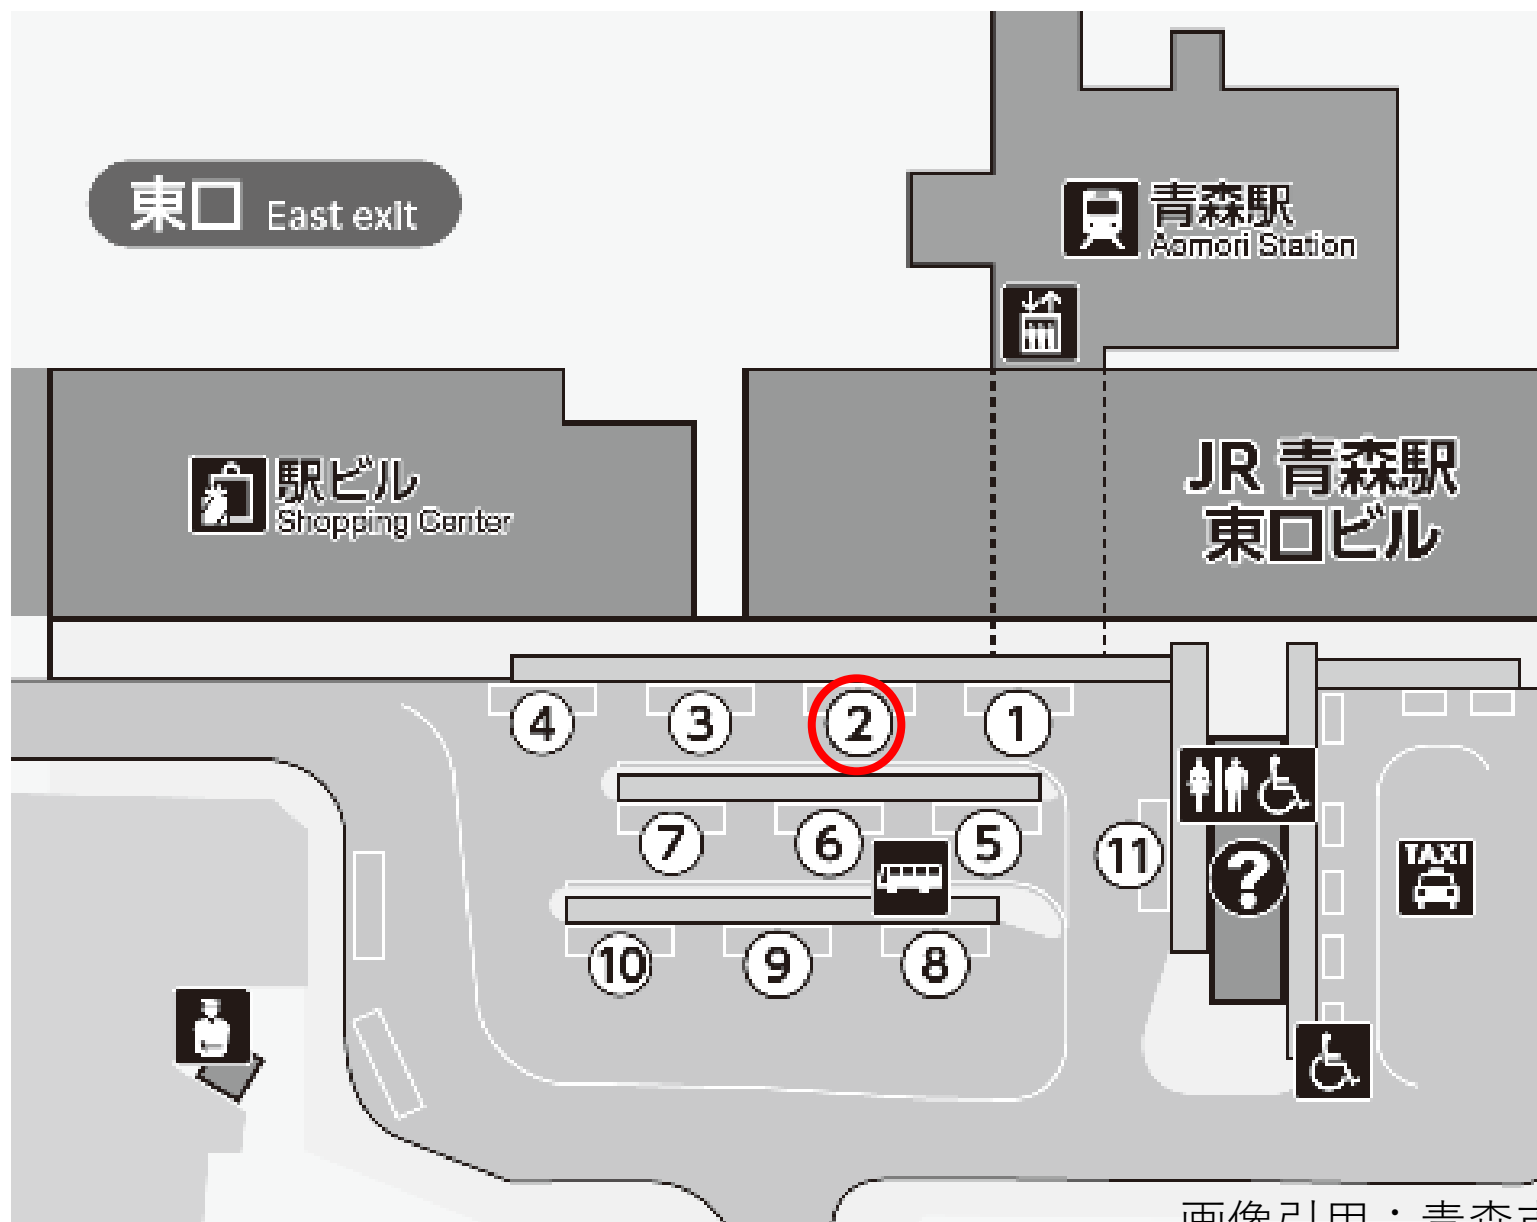 東口 East exit
青森駅
Aomori Station
駅ビル
Shopping Center
JR 青森駅
東口ビル
4 3 2 1
7 6 5
11
?
TAXI
10 9 8
画像引用：青森